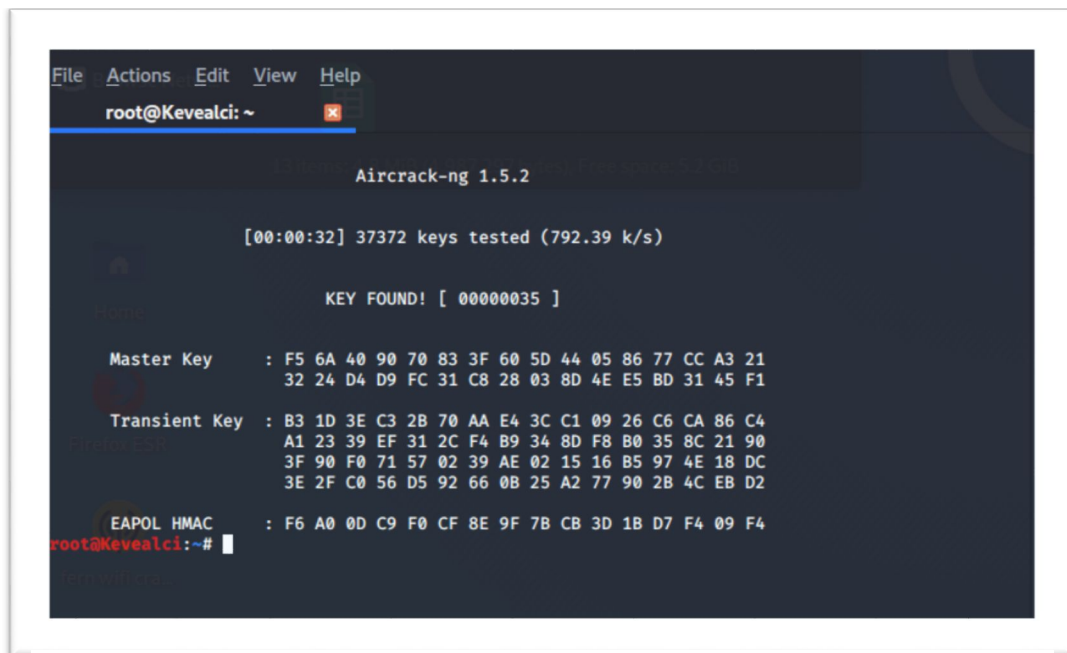 File Actions Edit View Help
root@Kevealci: ~
Aircrack-ng 1.5.2
[00:00:32] 37372 keys tested (792.39 k/s)
KEY FOUND! [ 00000035 ]
Master Key : F5 6A 40 90 70 83 3F 60 5D 44 05 86 77 CC A3 21
32 24 D4 D9 FC 31 C8 28 03 8D 4E E5 BD 31 45 F1
Transient Key : B3 1D 3E C3 2B 70 AA E4 3C C1 09 26 C6 CA 86 C4
A1 23 39 EF 31 2C F4 B9 34 8D F8 B0 35 8C 21 90
3F 90 F0 71 57 02 39 AE 02 15 16 B5 97 4E 18 DC
3E 2F C0 56 D5 92 66 0B 25 A2 77 90 2B 4C EB D2
EAPOL HMAC : F6 A0 0D C9 F0 CF 8E 9F 7B CB 3D 1B D7 F4 09 F4
root@Kevealci:~#
Home
Firefox ESR